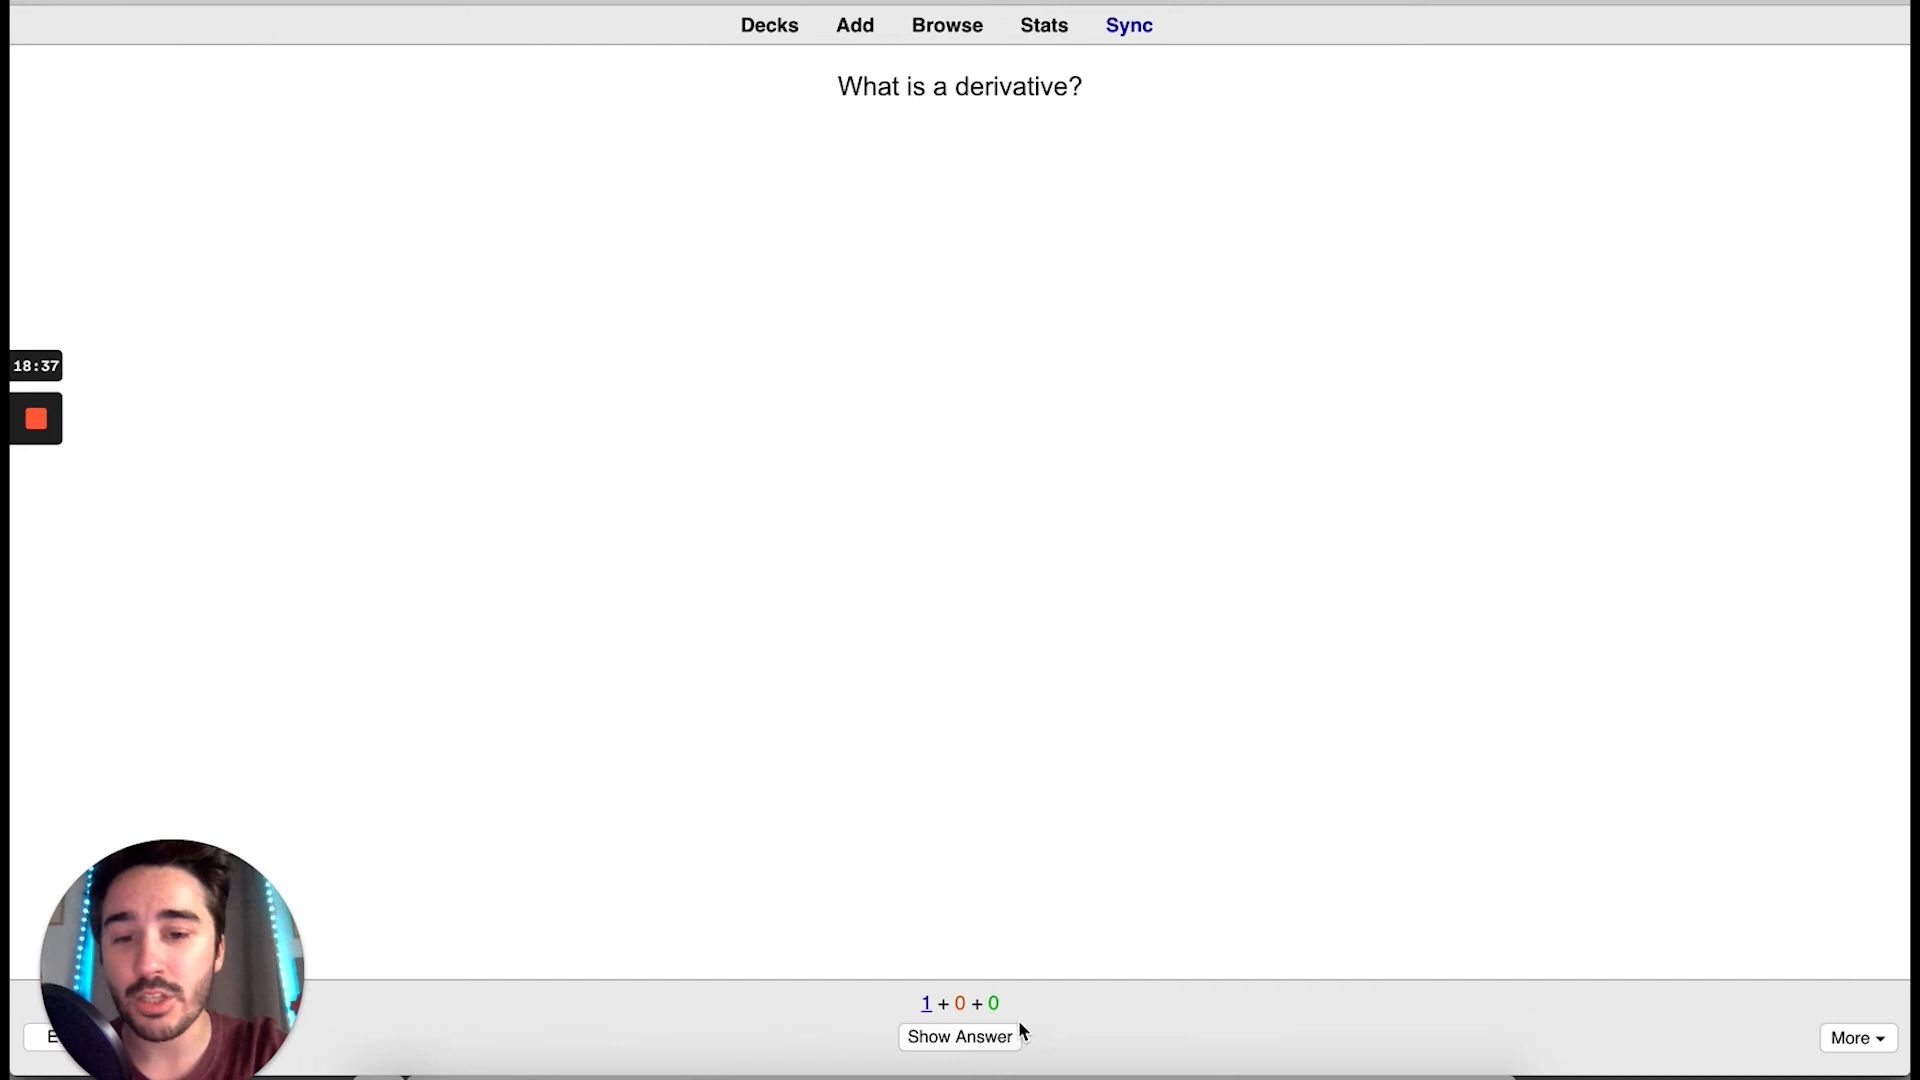 Decks Add Browse Stats Sync
What is a derivative?
18:37
1 + 0 + 0
Show Answer
More